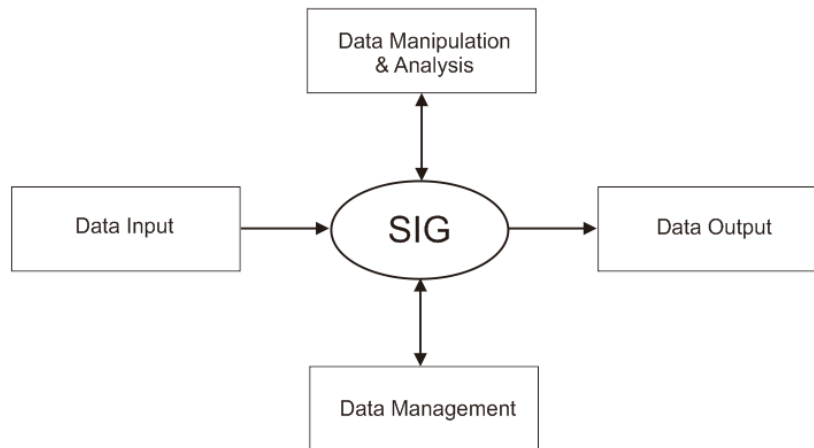 Data Manipulation
& Analysis
Data Input
SIG
Data Output
Data Management